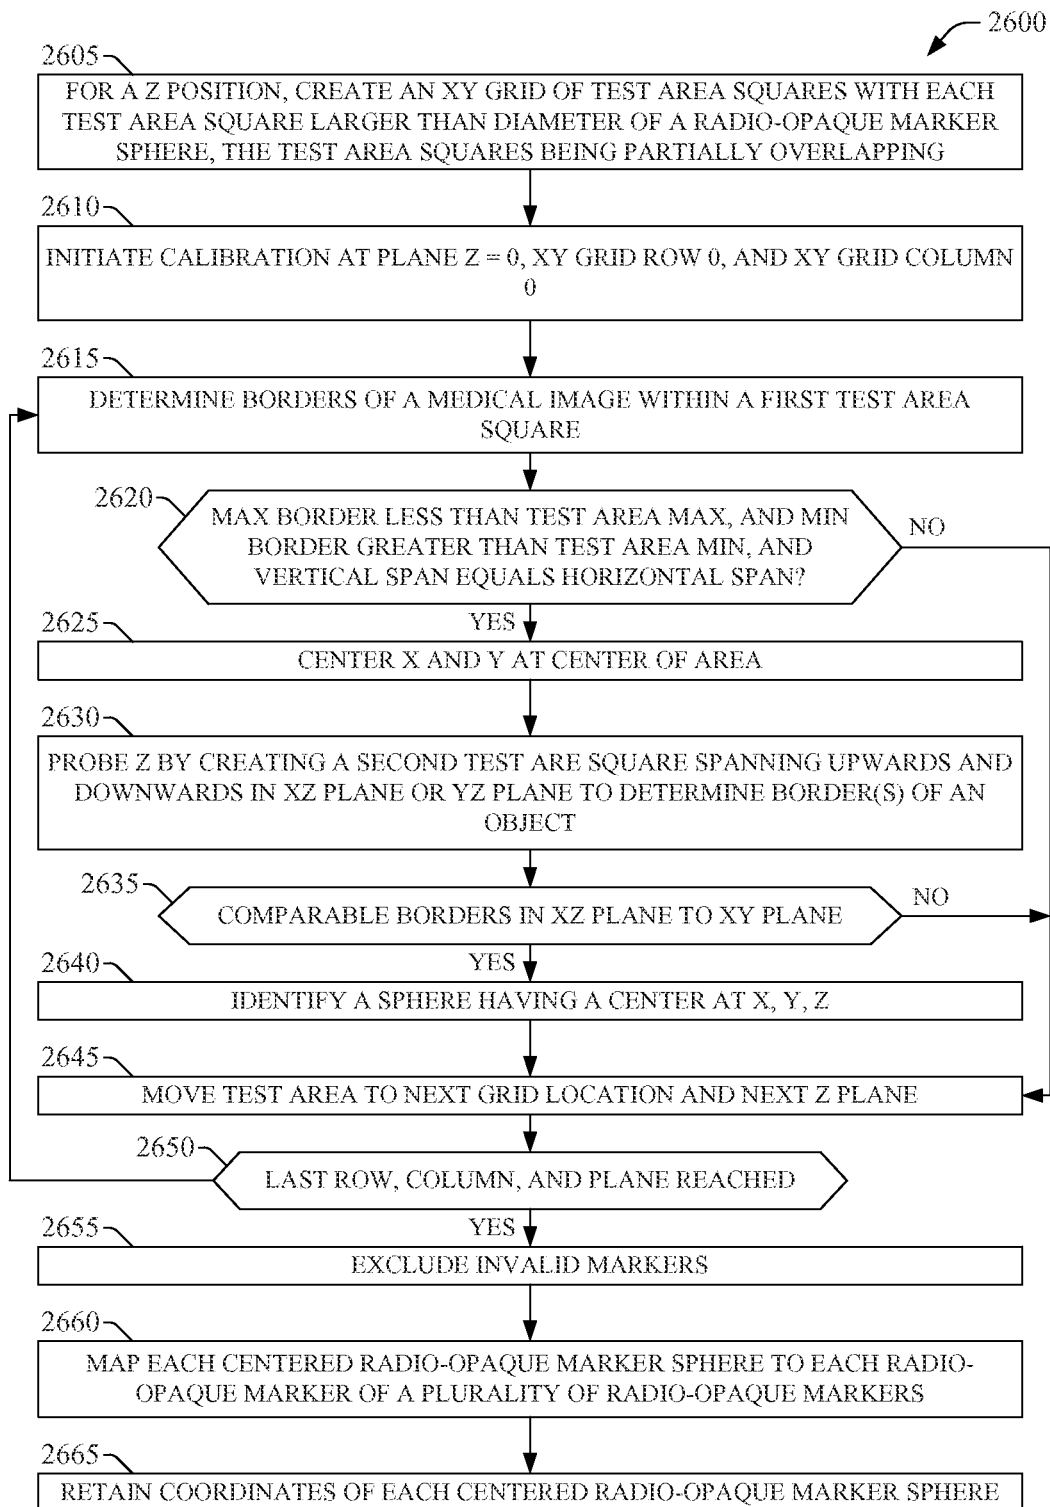 2600
2605
FOR A Z POSITION, CREATE AN XY GRID OF TEST AREA SQUARES WITH EACH
TEST AREA SQUARE LARGER THAN DIAMETER OF A RADIO-OPAQUE MARKER
SPHERE, THE TEST AREA SQUARES BEING PARTIALLY OVERLAPPING
2610
INITIATE CALIBRATION AT PLANE Z = 0, XY GRID ROW 0, AND XY GRID COLUMN
0
2615
DETERMINE BORDERS OF A MEDICAL IMAGE WITHIN A FIRST TEST AREA
SQUARE
2620
MAX BORDER LESS THAN TEST AREA MAX, AND MIN
BORDER GREATER THAN TEST AREA MIN, AND
VERTICAL SPAN EQUALS HORIZONTAL SPAN?
NO
YES
2625
CENTER X AND Y AT CENTER OF AREA
2630
PROBE Z BY CREATING A SECOND TEST ARE SQUARE SPANNING UPWARDS AND
DOWNWARDS IN XZ PLANE OR YZ PLANE TO DETERMINE BORDER(S) OF AN
OBJECT
2635
COMPARABLE BORDERS IN XZ PLANE TO XY PLANE
NO
YES
2640
IDENTIFY A SPHERE HAVING A CENTER AT X, Y, Z
2645
MOVE TEST AREA TO NEXT GRID LOCATION AND NEXT Z PLANE
2650
LAST ROW, COLUMN, AND PLANE REACHED
YES
2655
EXCLUDE INVALID MARKERS
2660
MAP EACH CENTERED RADIO-OPAQUE MARKER SPHERE TO EACH RADIO-
OPAQUE MARKER OF A PLURALITY OF RADIO-OPAQUE MARKERS
2665
RETAIN COORDINATES OF EACH CENTERED RADIO-OPAQUE MARKER SPHERE